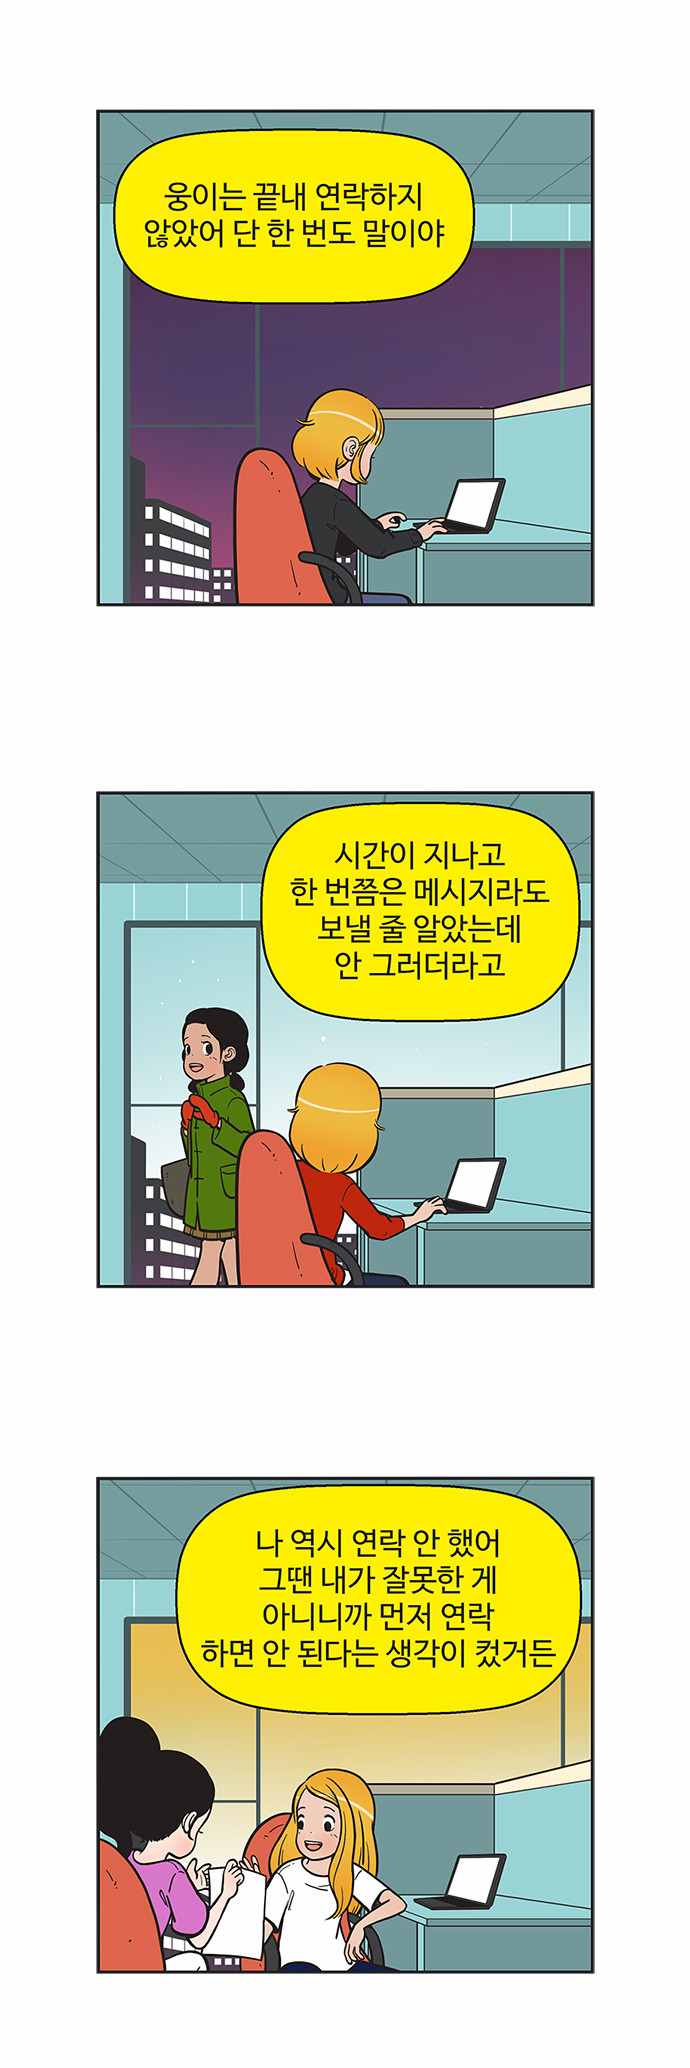 웅이는 끝내 연락하지
않았어 단 한 번도 말이야
시간이 지나고
한 번쯤은 메시지라도
보낼 줄 알았는데
안 그러더라고
나 역시 연락 안 했어
그땐 내가 잘못한 게
아니니까 먼저 연락
하면 안 된다는 생각이 컸거든